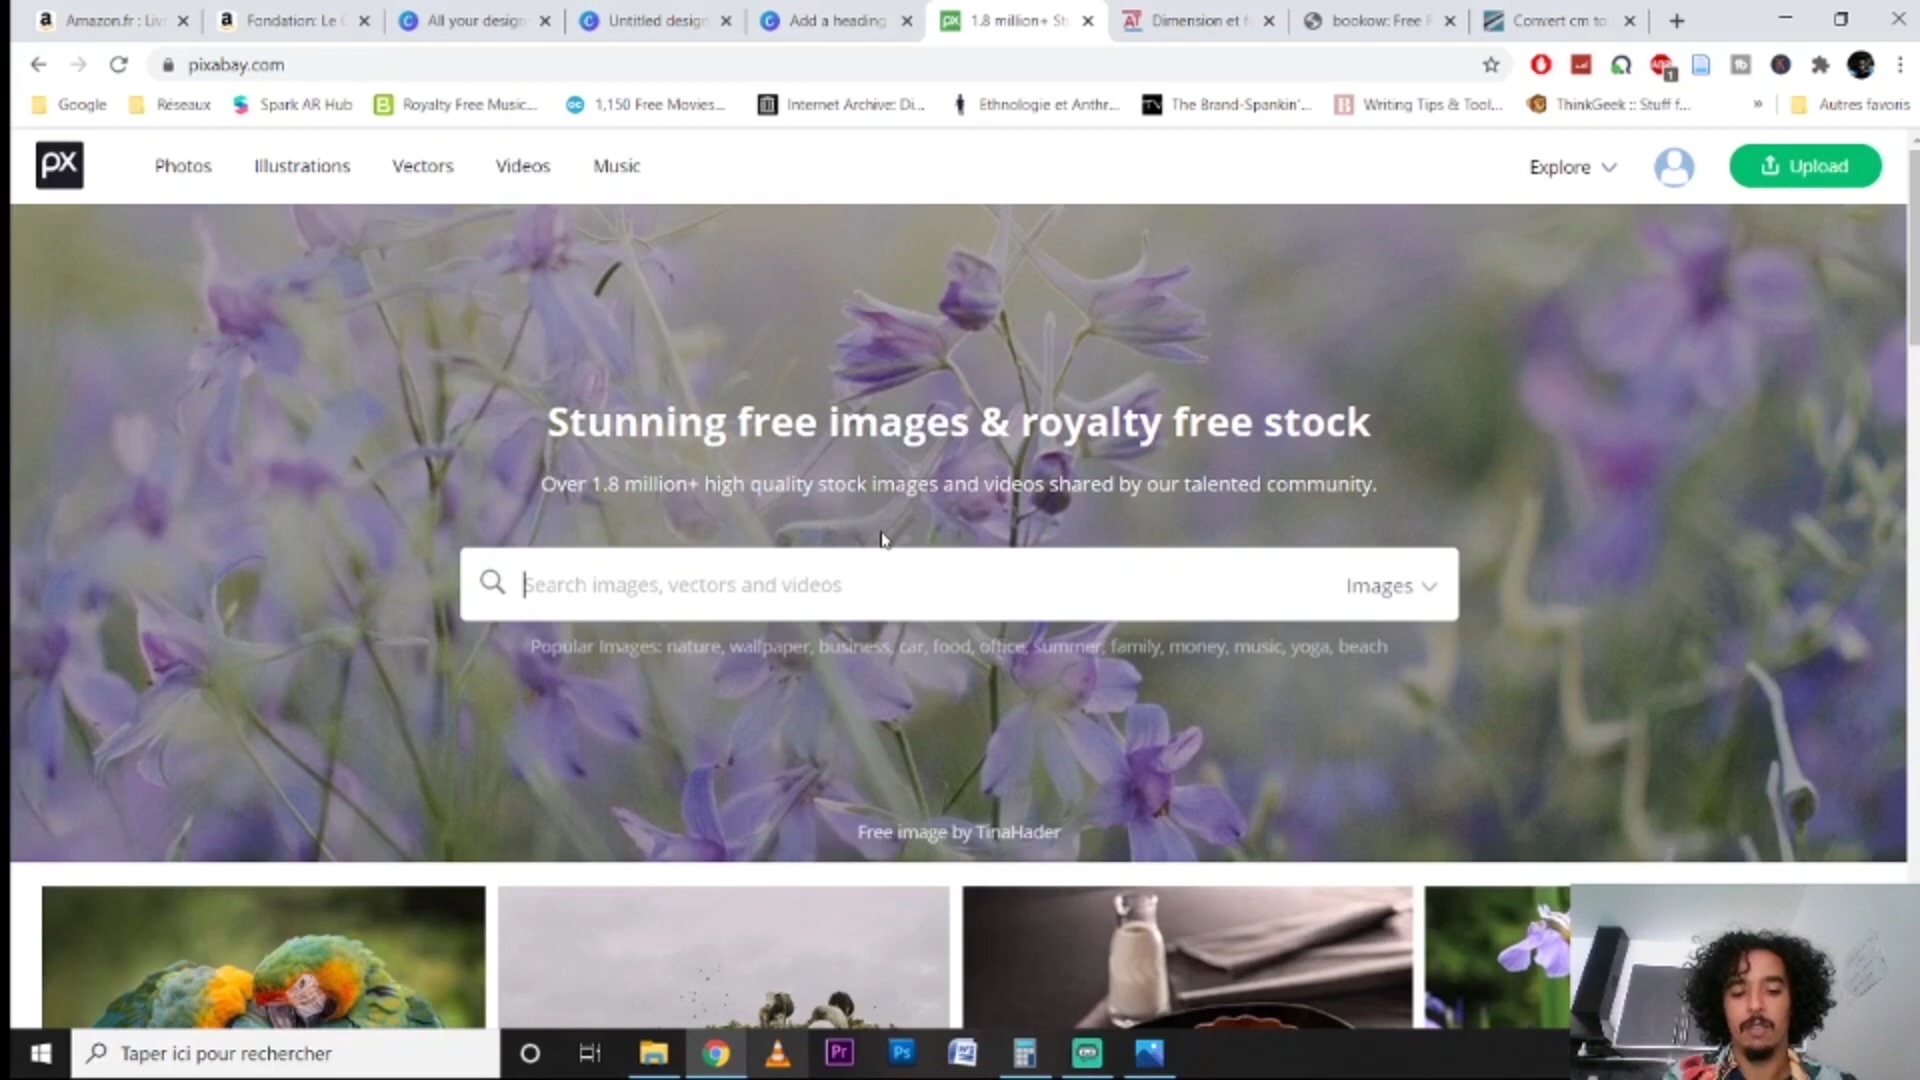 Amazon.fr : Livr
Fondation: Le C
All your design
Untitled design
Add a heading
1.8 million+ St
Dimension et f
bookow: Free
Convert cm to
pixabay.com
Google
Réseaux
Spark AR Hub
Royalty Free Music...
1,150 Free Movies...
Internet Archive: Di...
Ethnologie et Anthr...
The Brand-Spankin'...
Writing Tips & Tool...
ThinkGeek :: Stuff f...
»
Autres favoris
px
Photos
Illustrations
Vectors
Videos
Music
Explore
Upload
Stunning free images & royalty free stock
Over 1.8 million+ high quality stock images and videos shared by our talented community.
Search images, vectors and videos
Images
Popular Images: nature, wallpaper, business, car, food, office, summer, family, money, music, yoga, beach
Free image by TinaHader
Taper ici pour rechercher
Pr
Ps